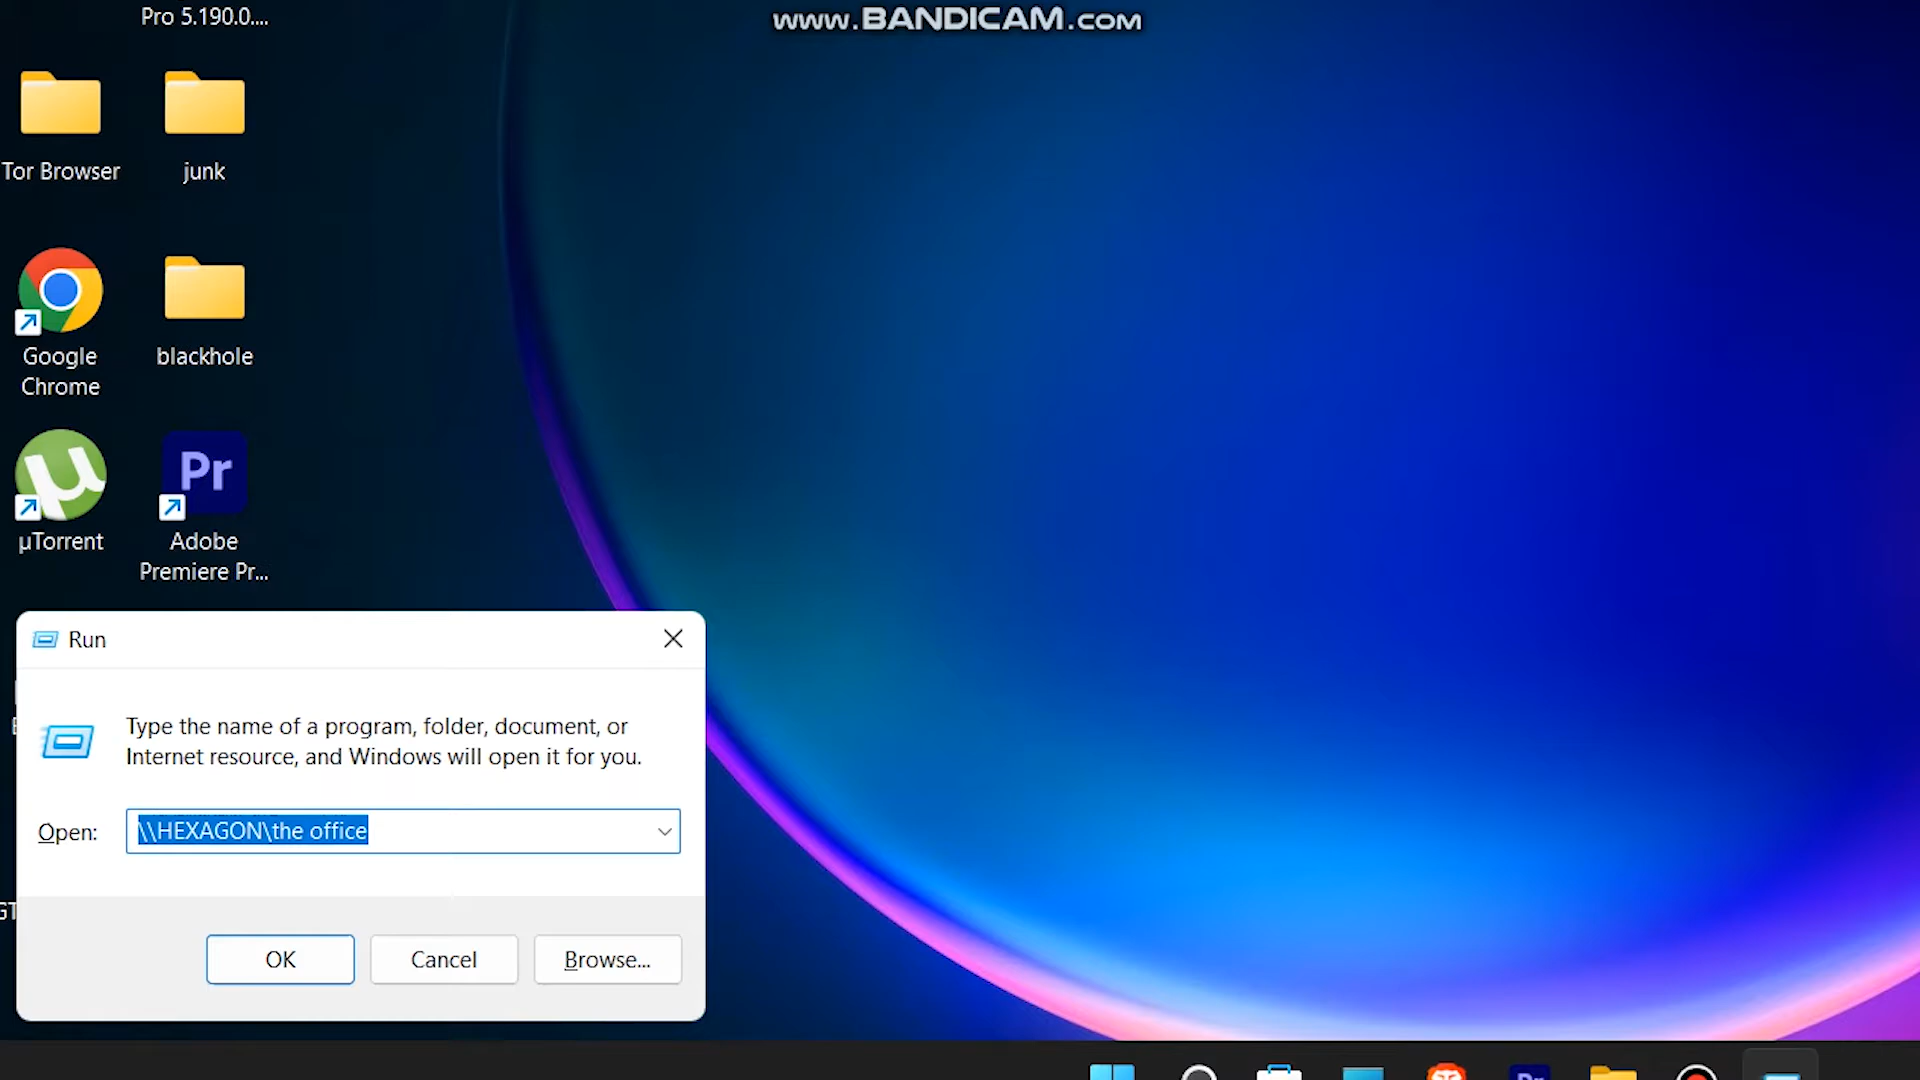 Pro 5.190.0....
www.BANDICAM.com
Tor Browser
junk
Google
Chrome
blackhole
µTorrent
Pr
Adobe
Premiere Pr...
Run
Type the name of a program, folder, document, or
Internet resource, and Windows will open it for you.
Open:
\\HEXAGON\the office
OK
Cancel
Browse...